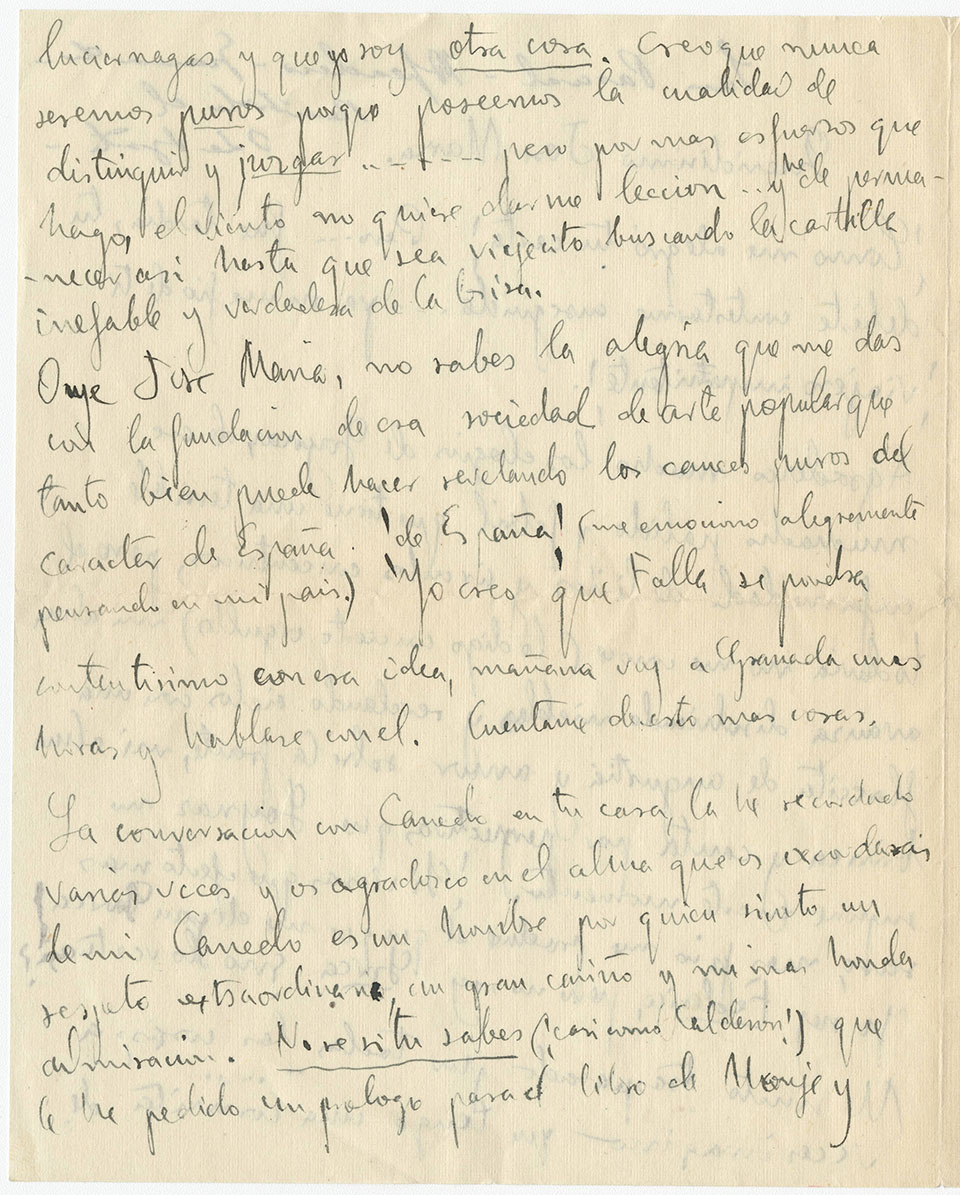 luciernagas y que yo soy otra cosa. Creo que nunca
seremos puros porque poseemos la cualidad de
distinguir y juzgar .......... pero por mas esfuerzos que
hago, el viento no quiere darme leccion ... y he de perma-
-necer asi hasta que sea viejecito buscando la cartilla
inefable y verdadera de la brisa.
Oye Jose Maria, no sabes la alegria que me das
con la fundacion de esa sociedad de arte popular que
tanto bien puede hacer revelando los cauces puros del
caracter de España. ¡de España! (me emociono alegremente
pensando en mi pais.) Yo creo que Falla se pondra
contentisimo con esa idea, mañana voy a Granada unas
horas y hablare con el. Cuentame de esto mas cosas.
La conversacion con Canedo en tu casa, la he recordado
varias veces y os agradosco en el alma que os
de mi Canedo es un hombre por quien siento un
respeto extraordinario, un gran cariño y mi mas honda
admiracion. No se si tu sabes (¡casi como Calderon!) que
le he pedido un prologo para el libro de Monje y